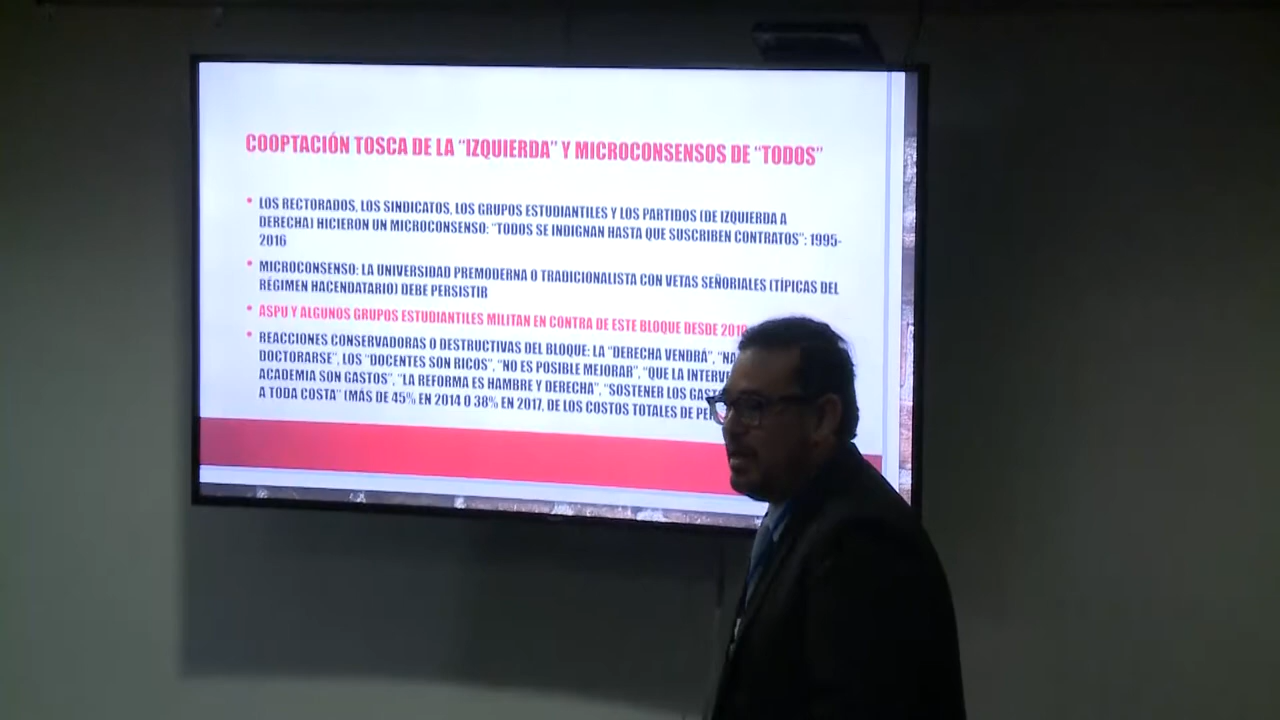 COOPTACIÓN TOSCA DE LA "IZQUIERDA" Y MICROCONSENSOS DE "TODOS"
• LOS RECTORADOS, LOS SINDICATOS, LOS GRUPOS ESTUDIANTILES Y LOS PARTIDOS (DE IZQUIERDA A
DERECHA) HICIERON UN MICROCONSENSO: "TODOS SE INDIGNAN HASTA QUE SUSCRIBEN CONTRATOS": 1995-
2016
• MICROCONSENSO: LA UNIVERSIDAD PREMODERNA O TRADICIONALISTA CON VETAS SEÑORIALES (TÍPICAS DEL
RÉGIMEN HACENDATARIO) DEBE PERSISTIR
• ASPU Y ALGUNOS GRUPOS ESTUDIANTILES MILITAN EN CONTRA DE ESTE BLOQUE DESDE
• REACCIONES CONSERVADORAS O DESTRUCTIVAS DEL BLOQUE: LA "DERECHA VENDRÁ",
DOCTORARSE", LOS "DOCENTES SON RICOS", "NO ES POSIBLE MEJORAR", "QUE LA
ACADEMIA SON GASTOS", "LA REFORMA ES HAMBRE Y DERECHA", "SOSTENER LOS
A TODA COSTA" (MÁS DE 45% EN 2014 O 38% EN 2017, DE LOS COSTOS TOTALES DE